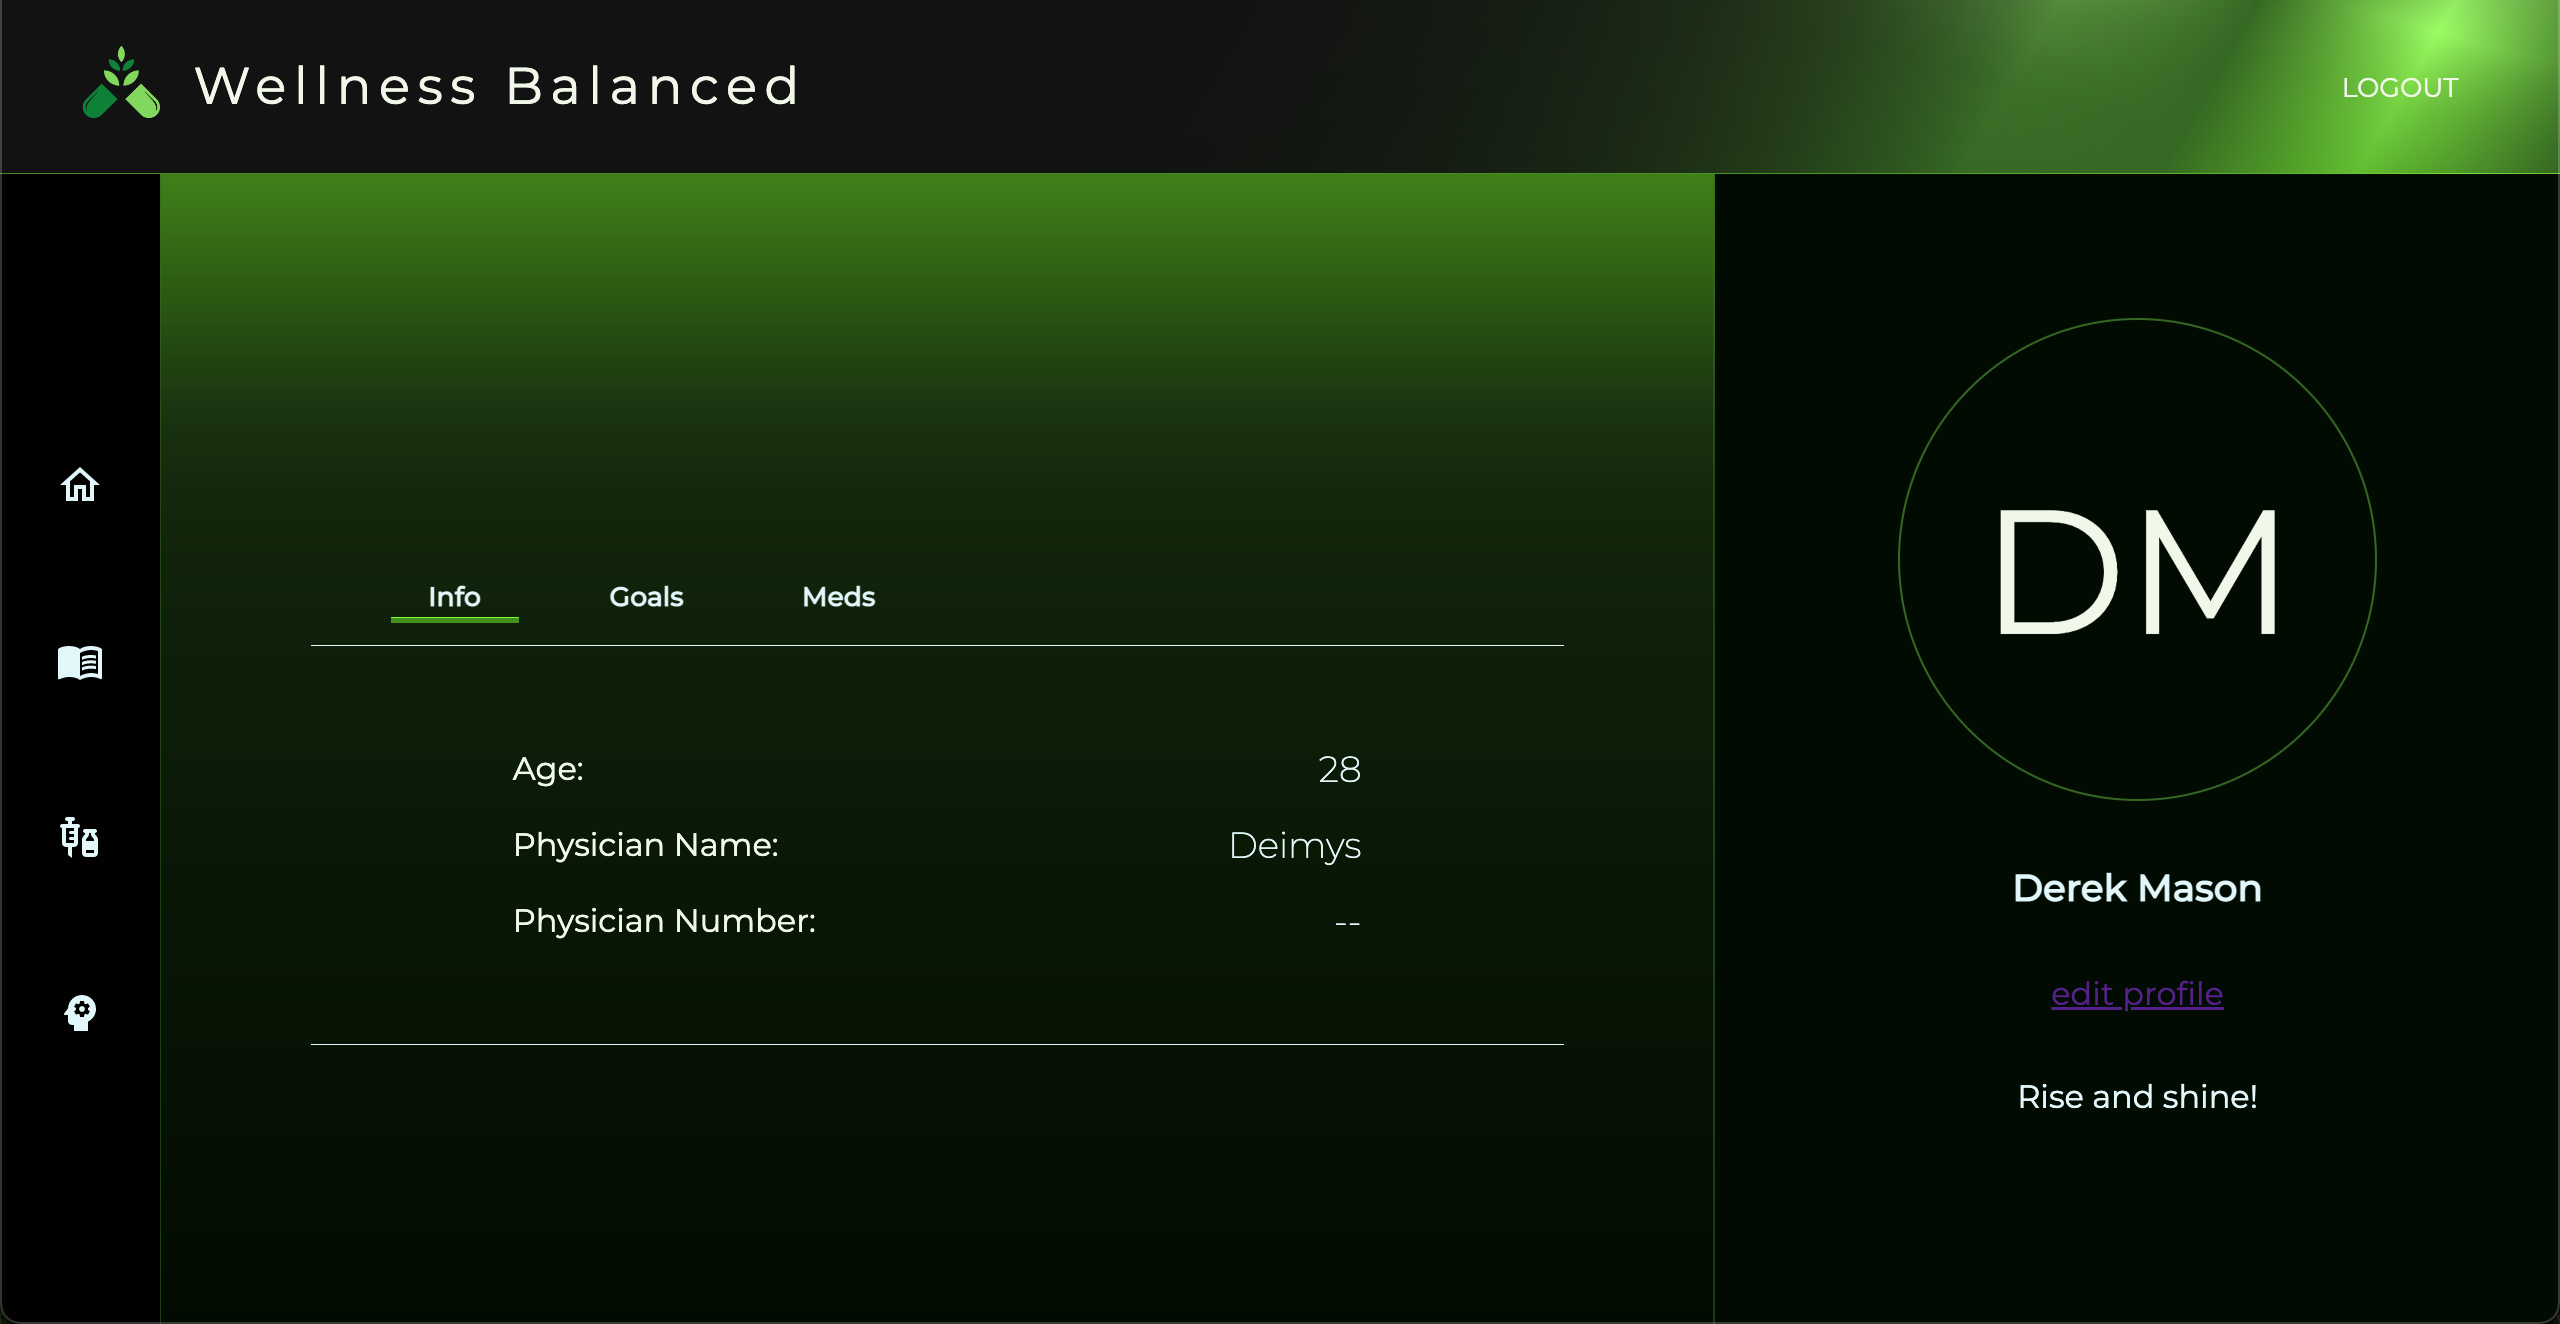 Wellness Balanced
LOGOUT
Info Goals Meds
Age: 28
Physician Name: Deimys
Physician Number: --
DM
Derek Mason
edit profile
Rise and shine!